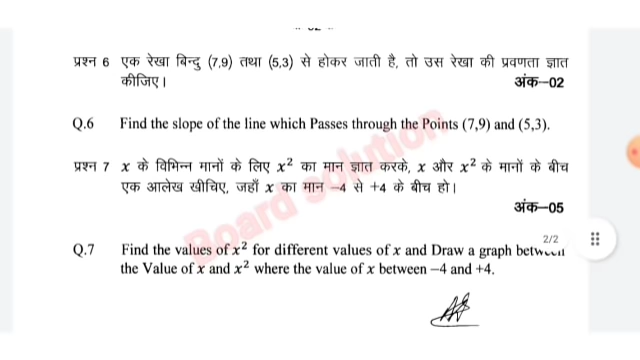 प्रश्न 6 एक रेखा बिन्दु (7,9) तथा (5,3) से होकर जाती है, तो उस रेखा की प्रवणता ज्ञात
कीजिए। अंक–02
Q.6 Find the slope of the line which Passes through the Points (7,9) and (5,3).
प्रश्न 7 x के विभिन्न मानों के लिए x² का मान ज्ञात करके, x और x² के मानों के बीच
एक आलेख खीचिए, जहाँ x का मान –4 से +4 के बीच हो।
अंक–05
2/2
Q.7 Find the values of x² for different values of x and Draw a graph between
the Value of x and x² where the value of x between –4 and +4.
Board solution